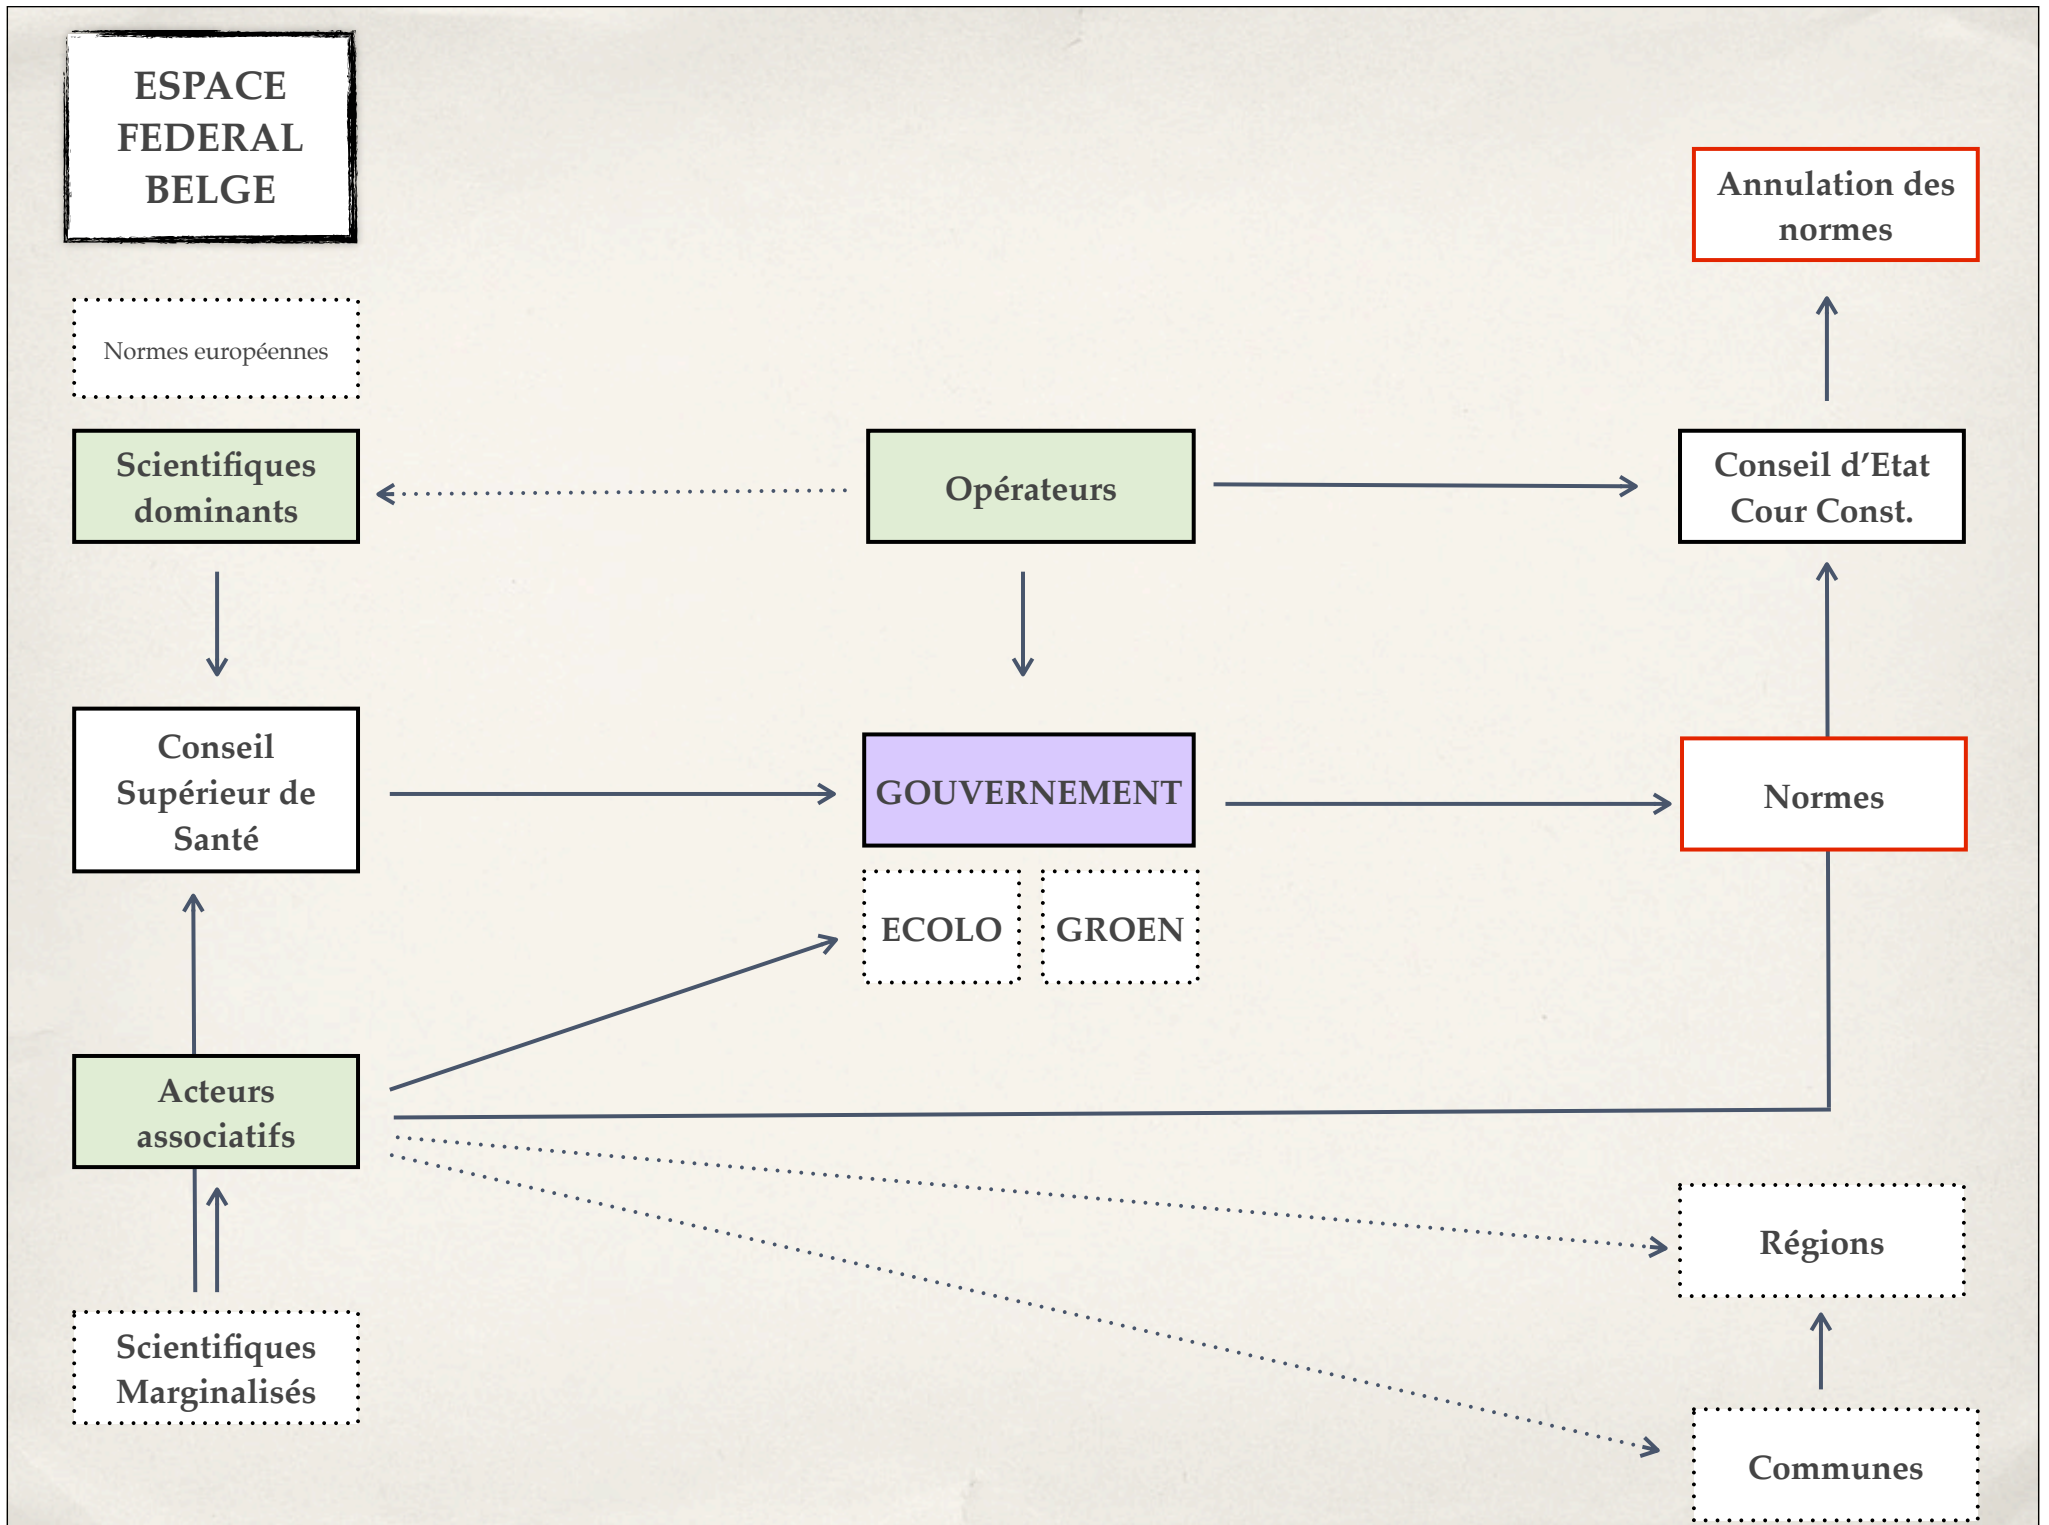 ESPACE
FEDERAL
BELGE
Annulation des
normes
Normes européennes
Scientifiques
dominants
Opérateurs
Conseil d’Etat
Cour Const.
Conseil
Supérieur de
Santé
GOUVERNEMENT
Normes
ECOLO
GROEN
Acteurs
associatifs
Régions
Scientifiques
Marginalisés
Communes